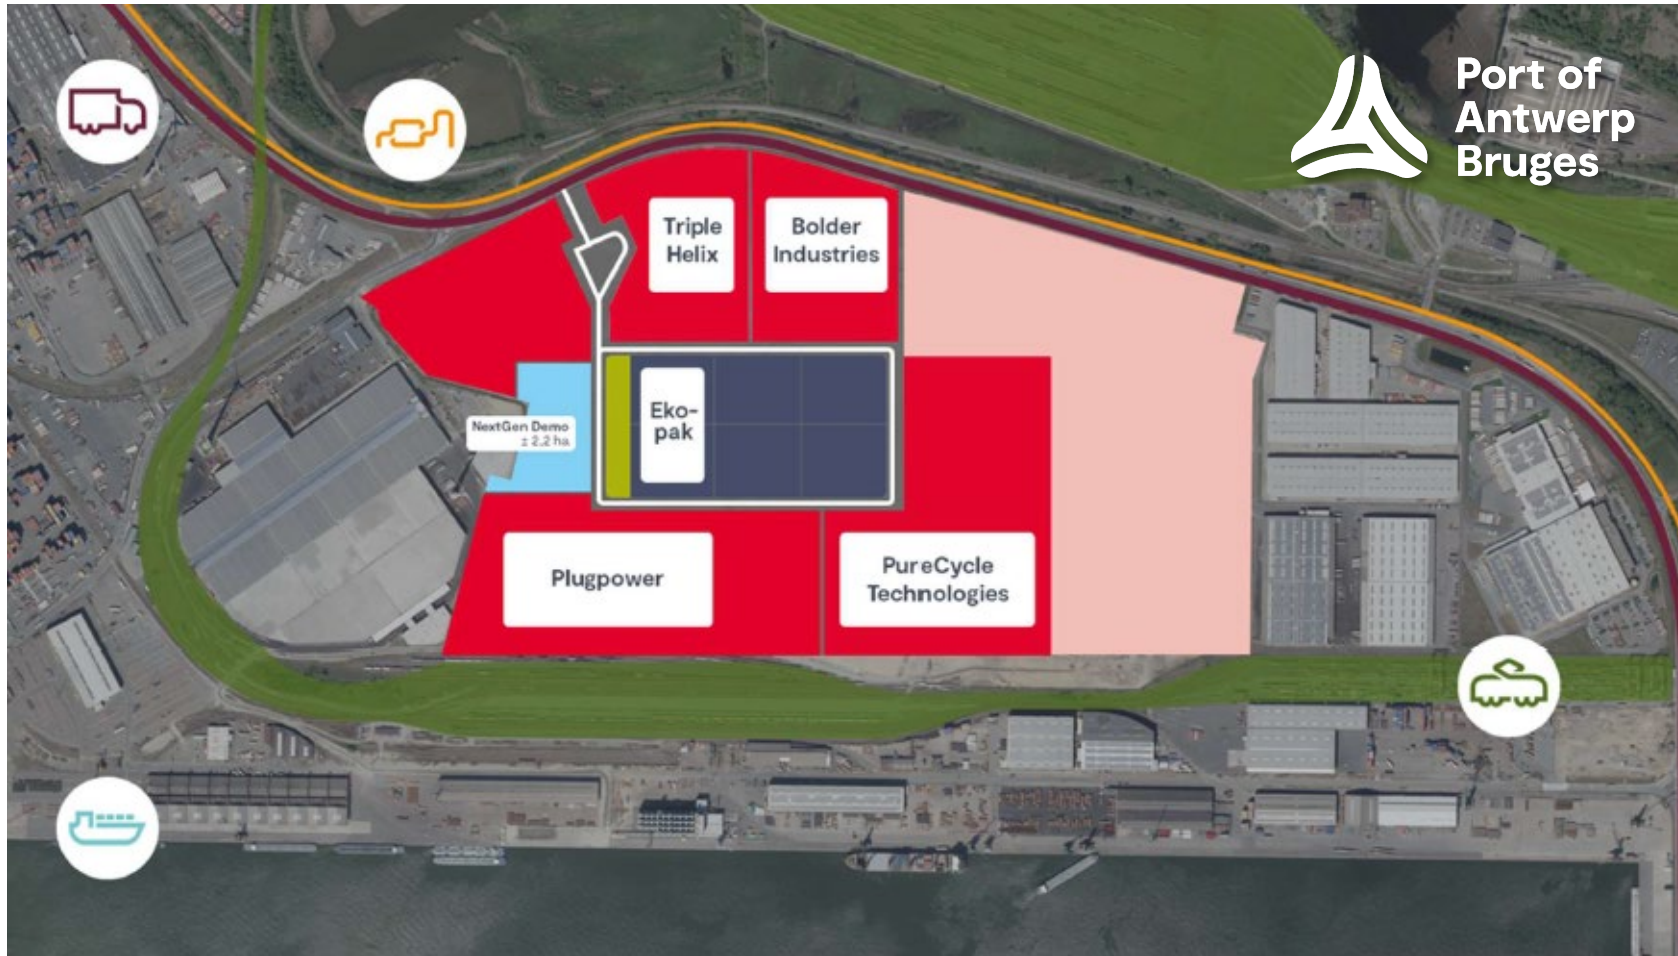 Port of
Antwerp
Bruges
Triple
Helix
Bolder
Industries
Eko-
pak
NextGen Demo
± 2,2 ha
Plugpower
PureCycle
Technologies